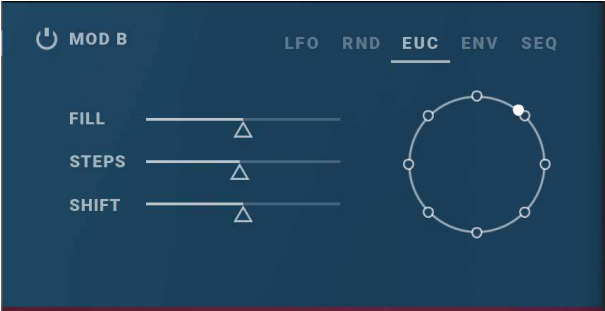 MOD B
LFO RND EUC ENV SEQ
FILL
STEPS
SHIFT